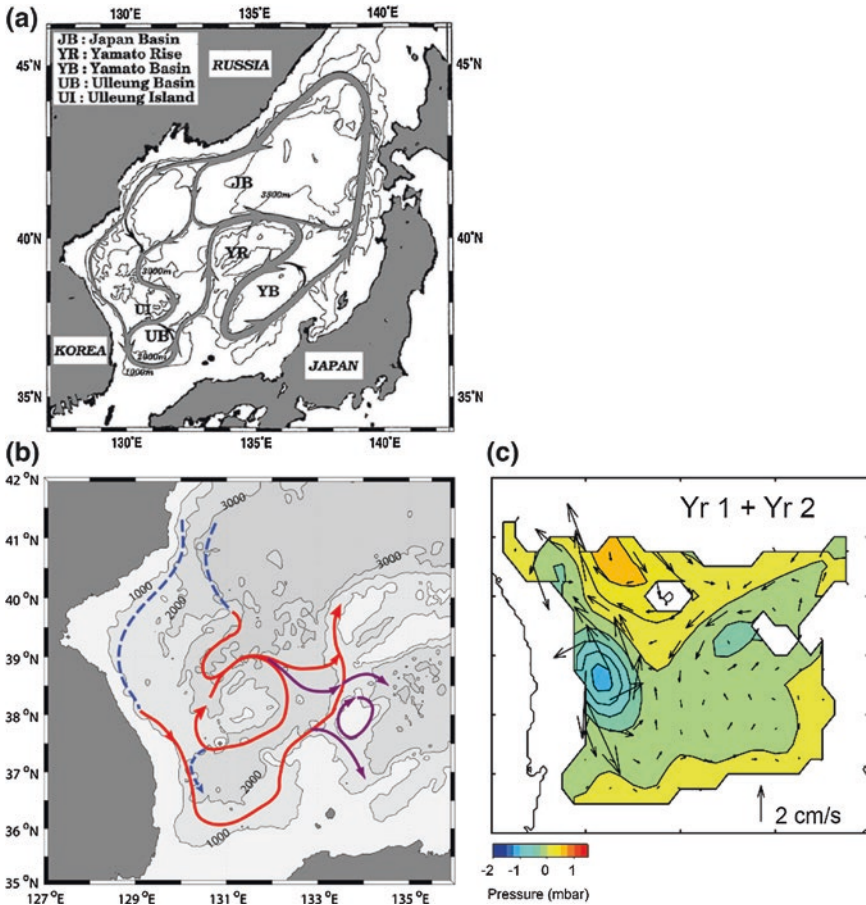 (a)
130°E 135°E 140°E
JB : Japan Basin
YR : Yamato Rise
YB : Yamato Basin
UB : Ulleung Basin
UI : Ulleung Island
RUSSIA
45°N 45°N
JB
3500m
40°N 40°N
YR
3000m
YB
UI
UB
2000m
1000m
KOREA
JAPAN
35°N 35°N
130°E 135°E 140°E
(b)
42°N
41°N
40°N
39°N
38°N
37°N
36°N
35°N
3000
3000
1000
2000
2000
1000
127°E 129°E 131°E 133°E 135°E
(c)
Yr 1 + Yr 2
2 cm/s
-2 -1 0 1 2
Pressure (mbar)